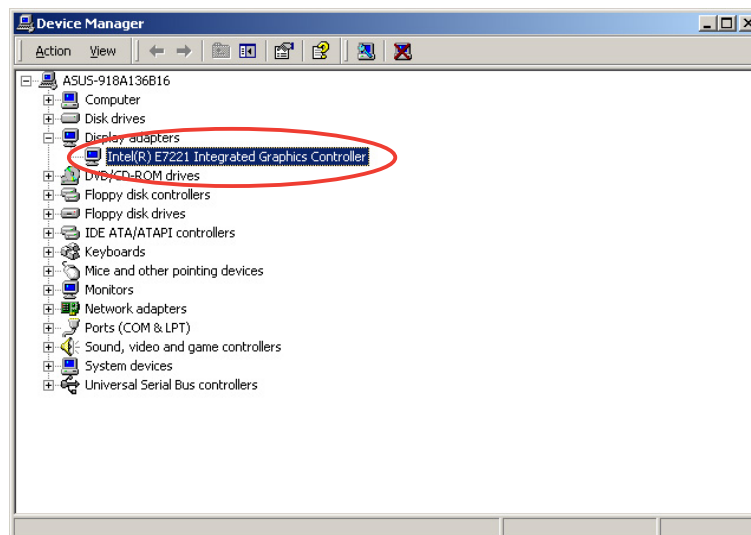 Device Manager
Action View
ASUS-918A136B16
Computer
Disk drives
Display adapters
Intel(R) E7221 Integrated Graphics Controller
DVD/CD-ROM drives
Floppy disk controllers
Floppy disk drives
IDE ATA/ATAPI controllers
Keyboards
Mice and other pointing devices
Monitors
Network adapters
Ports (COM & LPT)
Sound, video and game controllers
System devices
Universal Serial Bus controllers